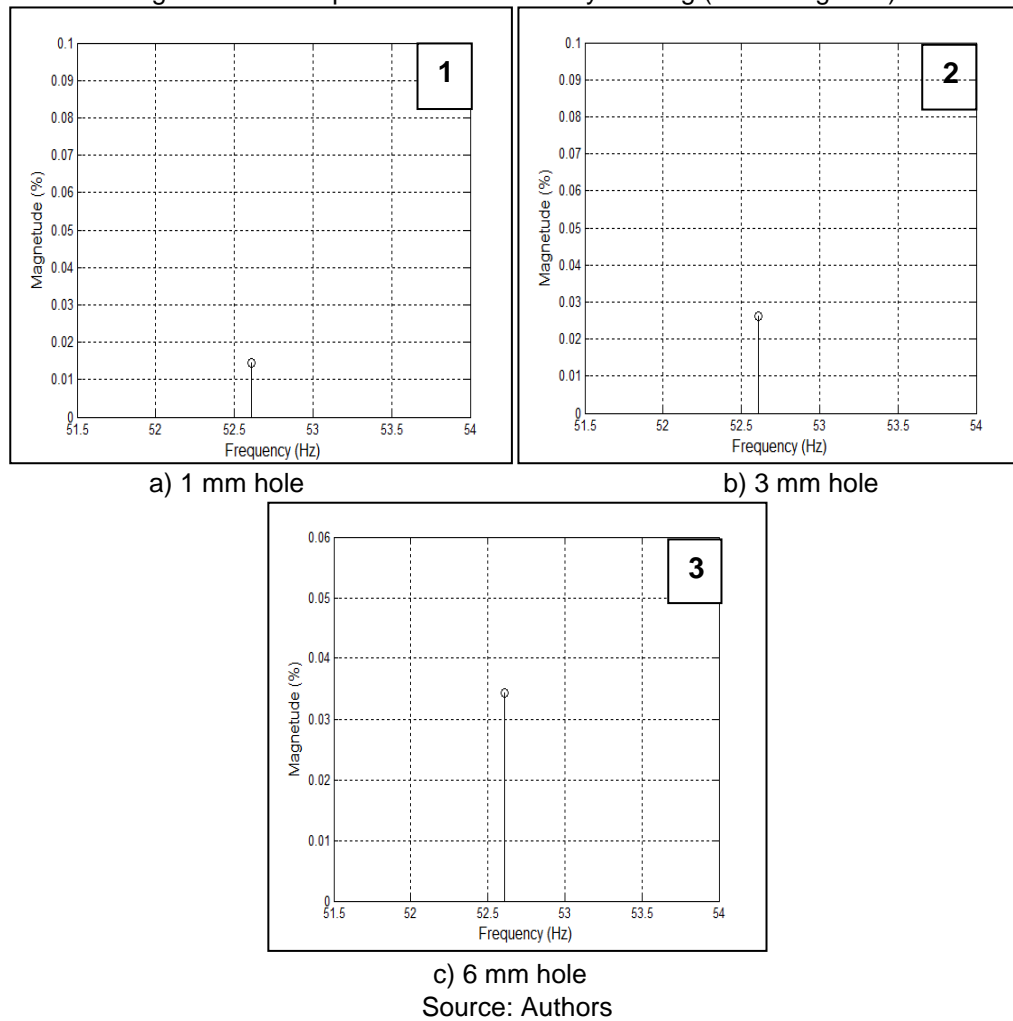 1
0.1
0.09
0.08
0.07
0.06
0.05
0.04
0.03
0.02
0.01
0
Magnetude (%)
51.5 52 52.5 53 53.5 54
Frequency (Hz)
a) 1 mm hole
2
0.1
0.09
0.08
0.07
0.06
0.05
0.04
0.03
0.02
0.01
0
Magnetude (%)
51.5 52 52.5 53 53.5 54
Frequency (Hz)
b) 3 mm hole
3
0.06
0.05
0.04
0.03
0.02
0.01
0
Magnetude (%)
51.5 52 52.5 53 53.5 54
Frequency (Hz)
c) 6 mm hole
Source: Authors